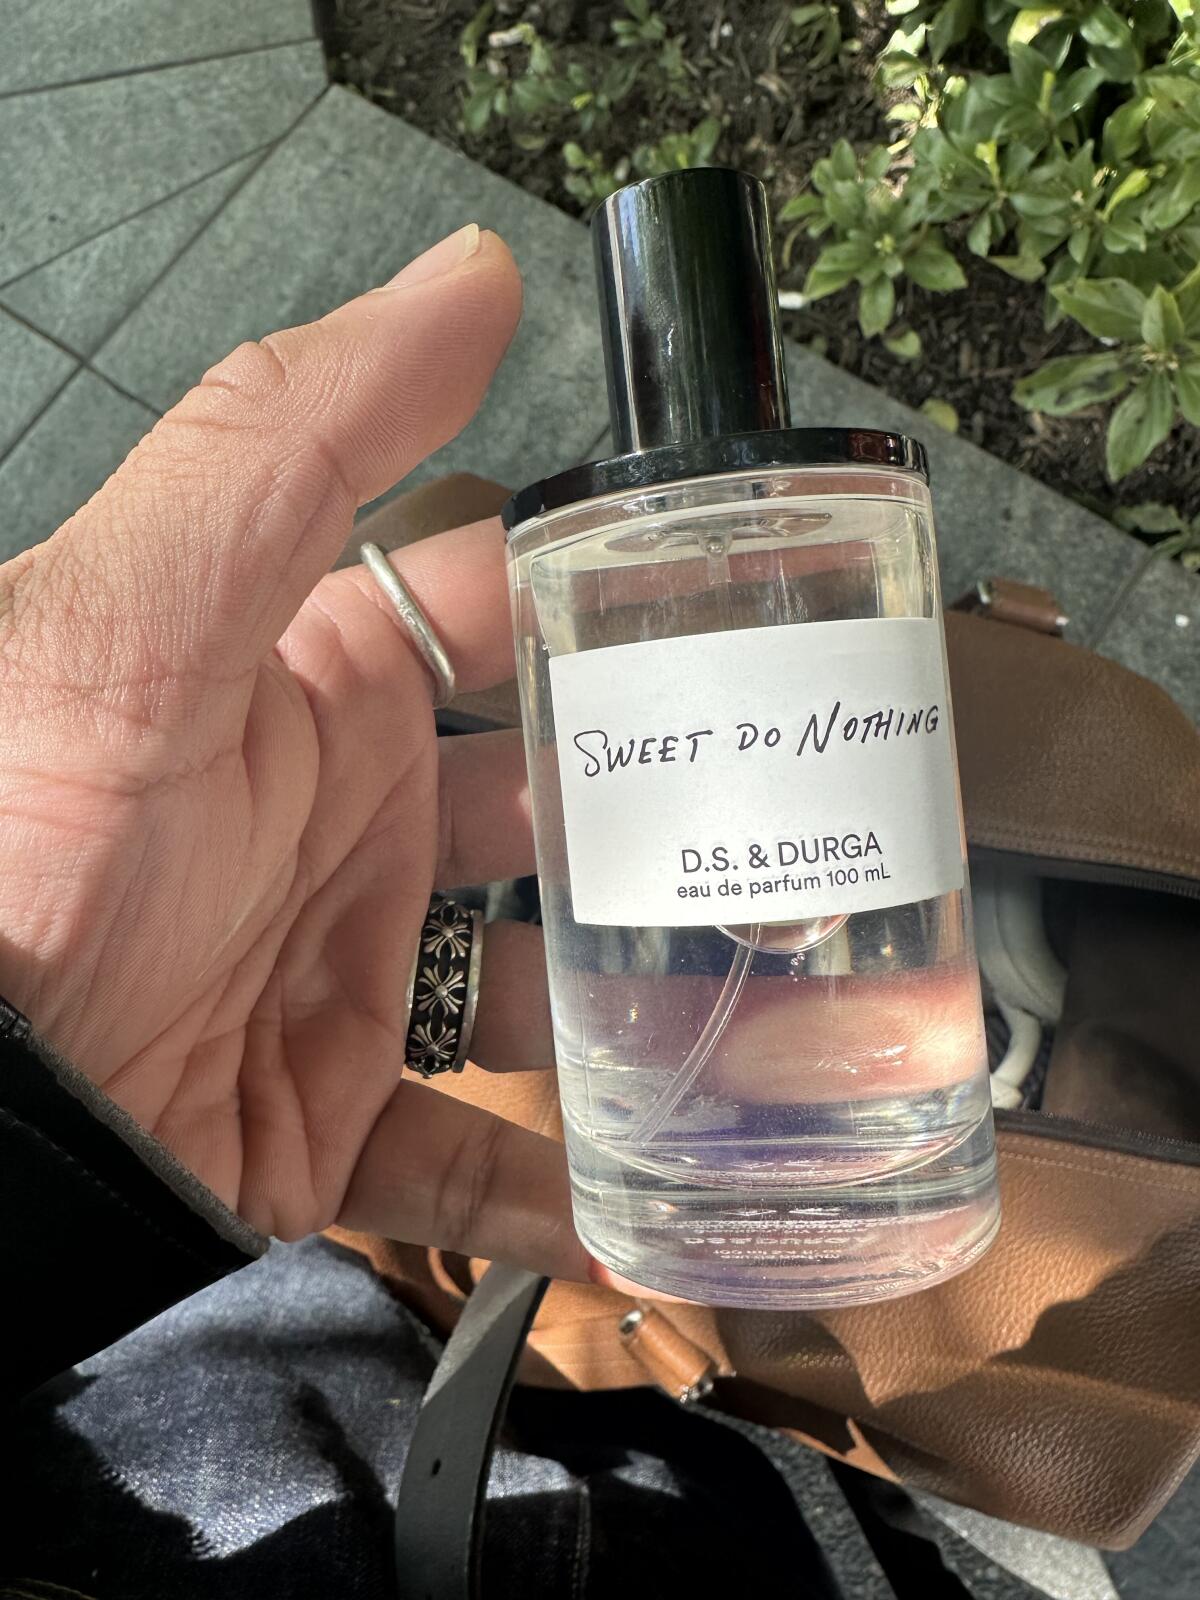 SWEET DO NOTHING
D.S. & DURGA
eau de parfum 100 mL